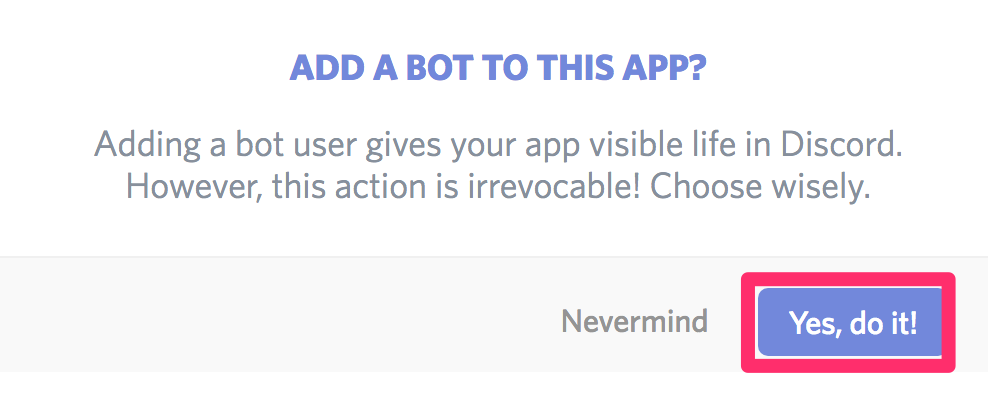 ADD A BOT TO THIS APP?
Adding a bot user gives your app visible life in Discord.
However, this action is irrevocable! Choose wisely.
Nevermind
Yes, do it!